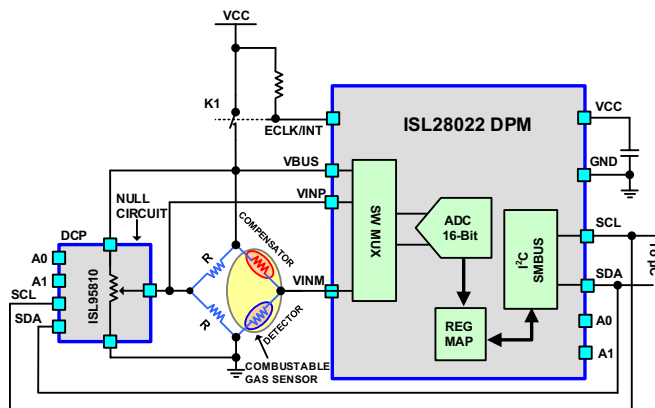 VCC
K1
ECLK/INT
ISL28022 DPM
VCC
GND
VBUS
VINP
SW MUX
ADC
16-Bit
I²C
SMBUS
SCL
SDA
REG
MAP
A0
A1
NULL
CIRCUIT
DCP
A0
A1
SCL
SDA
ISL95810
R
R
COMPENSATOR
VINM
DETECTOR
COMBUSTABLE
GAS SENSOR